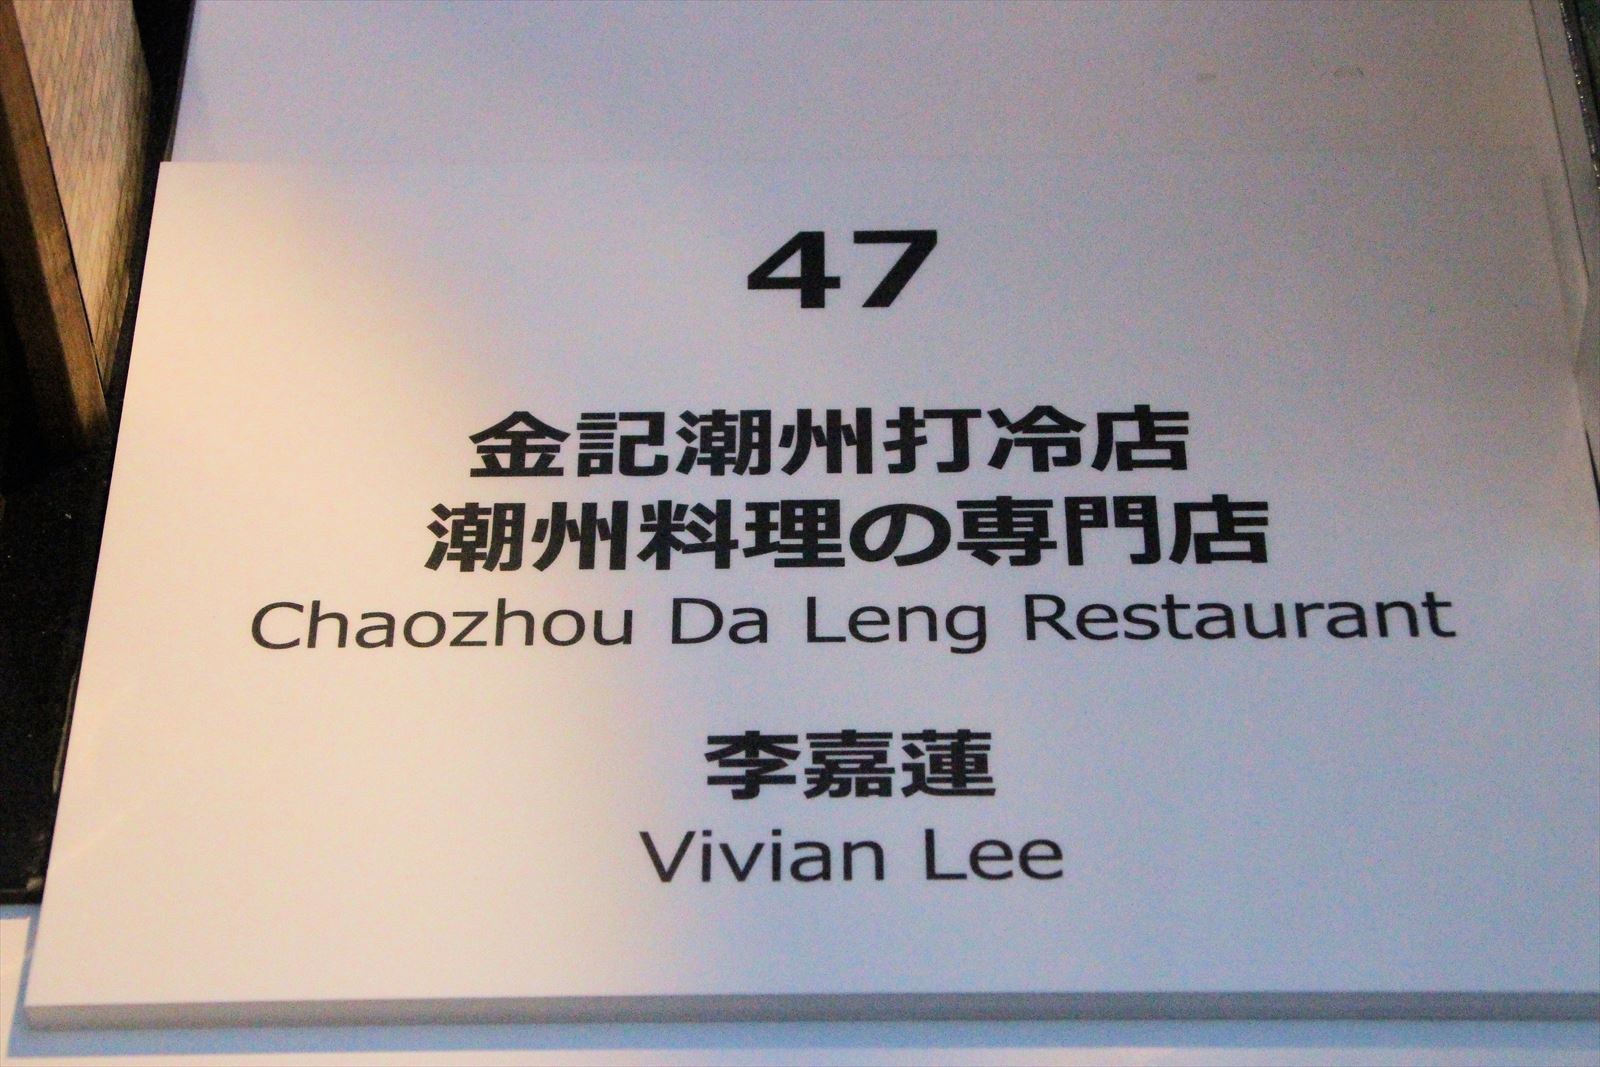 47
金記潮州打冷店
潮州料理の専門店
Chaozhou Da Leng Restaurant
李嘉蓮
Vivian Lee